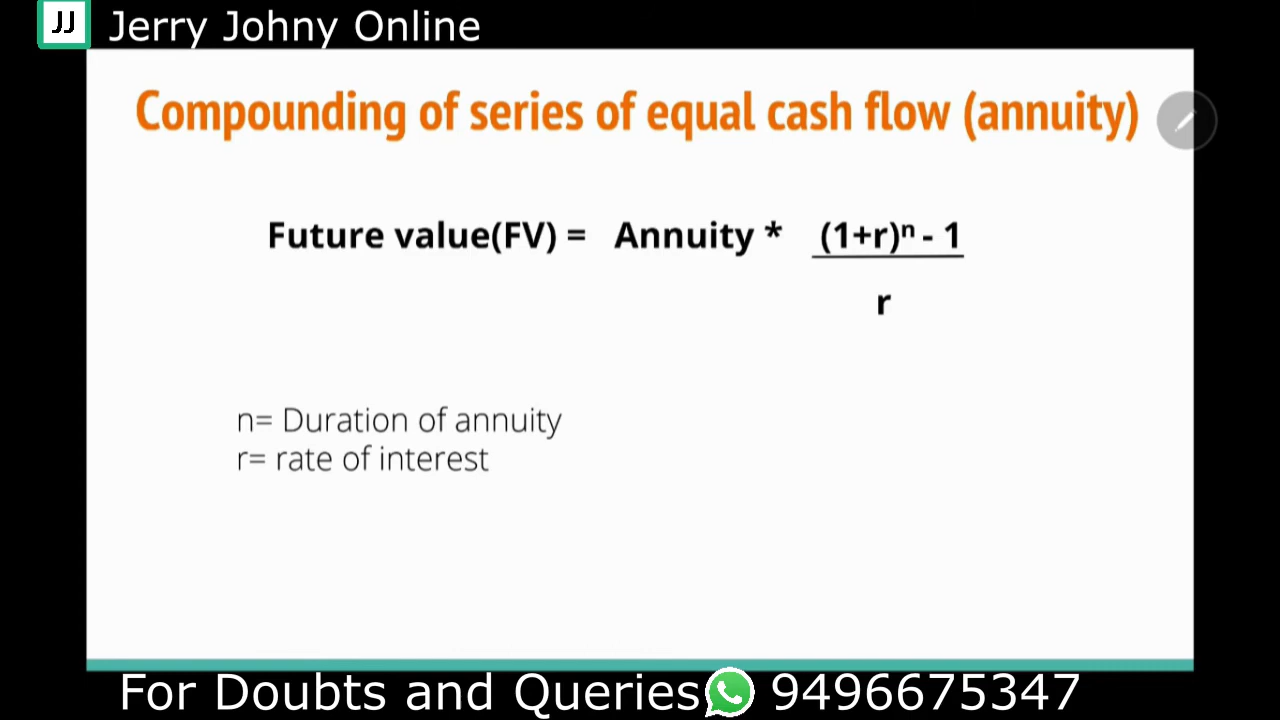 JJ Jerry Johny Online
Compounding of series of equal cash flow (annuity)
Future value(FV) = Annuity * (1+r)ⁿ - 1
r
n= Duration of annuity
r= rate of interest
For Doubts and Queries 9496675347